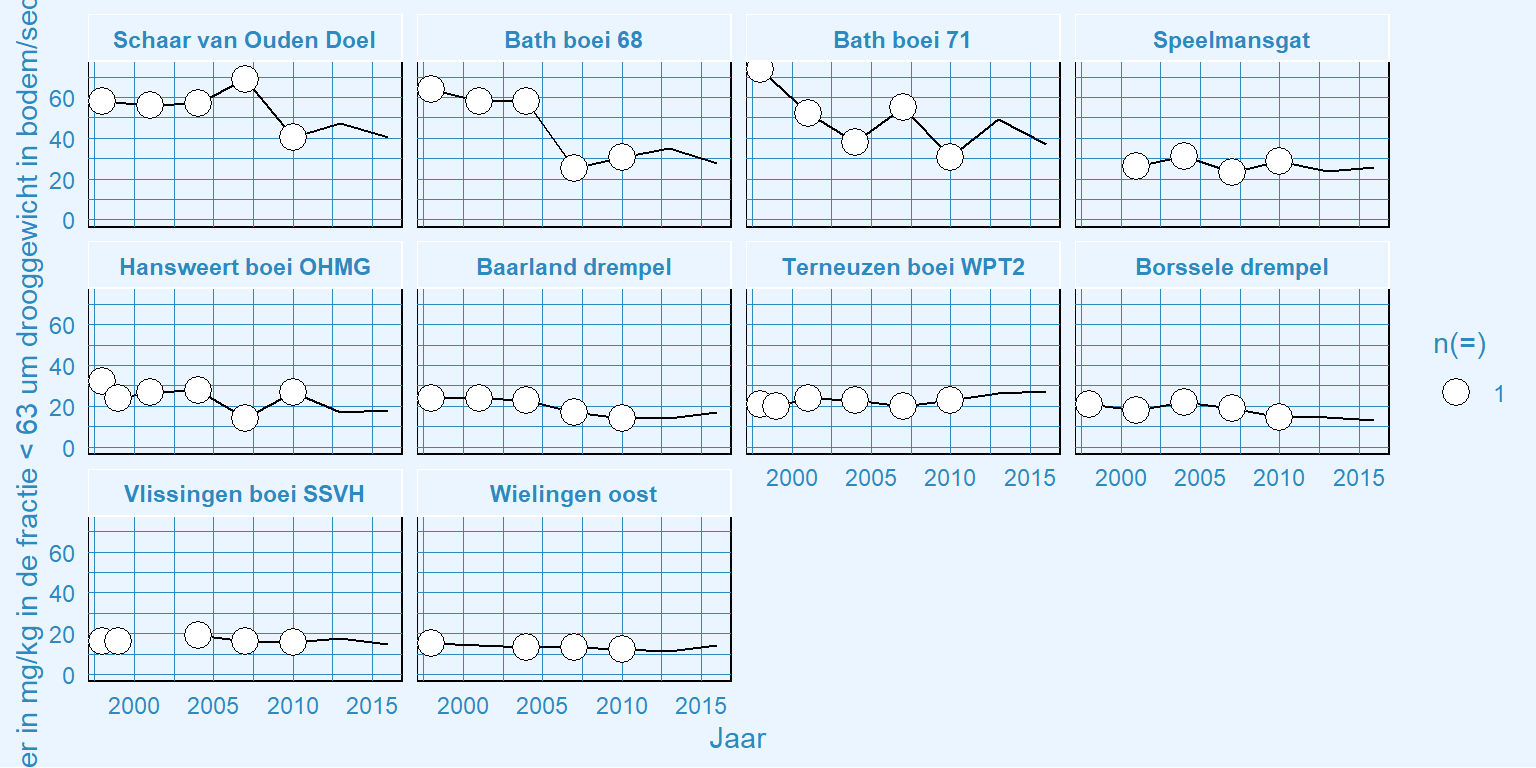 er in mg/kg in de fractie < 63 um drooggewicht in bodem/sed
Schaar van Ouden Doel
Bath boei 68
Bath boei 71
Speelmansgat
60
40
20
0
Hansweert boei OHMG
Baarland drempel
Terneuzen boei WPT2
Borssele drempel
60
40
20
0
2000 2005 2010 2015
2000 2005 2010 2015
Vlissingen boei SSVH
Wielingen oost
60
40
20
0
2000 2005 2010 2015
2000 2005 2010 2015
Jaar
n(=)
1